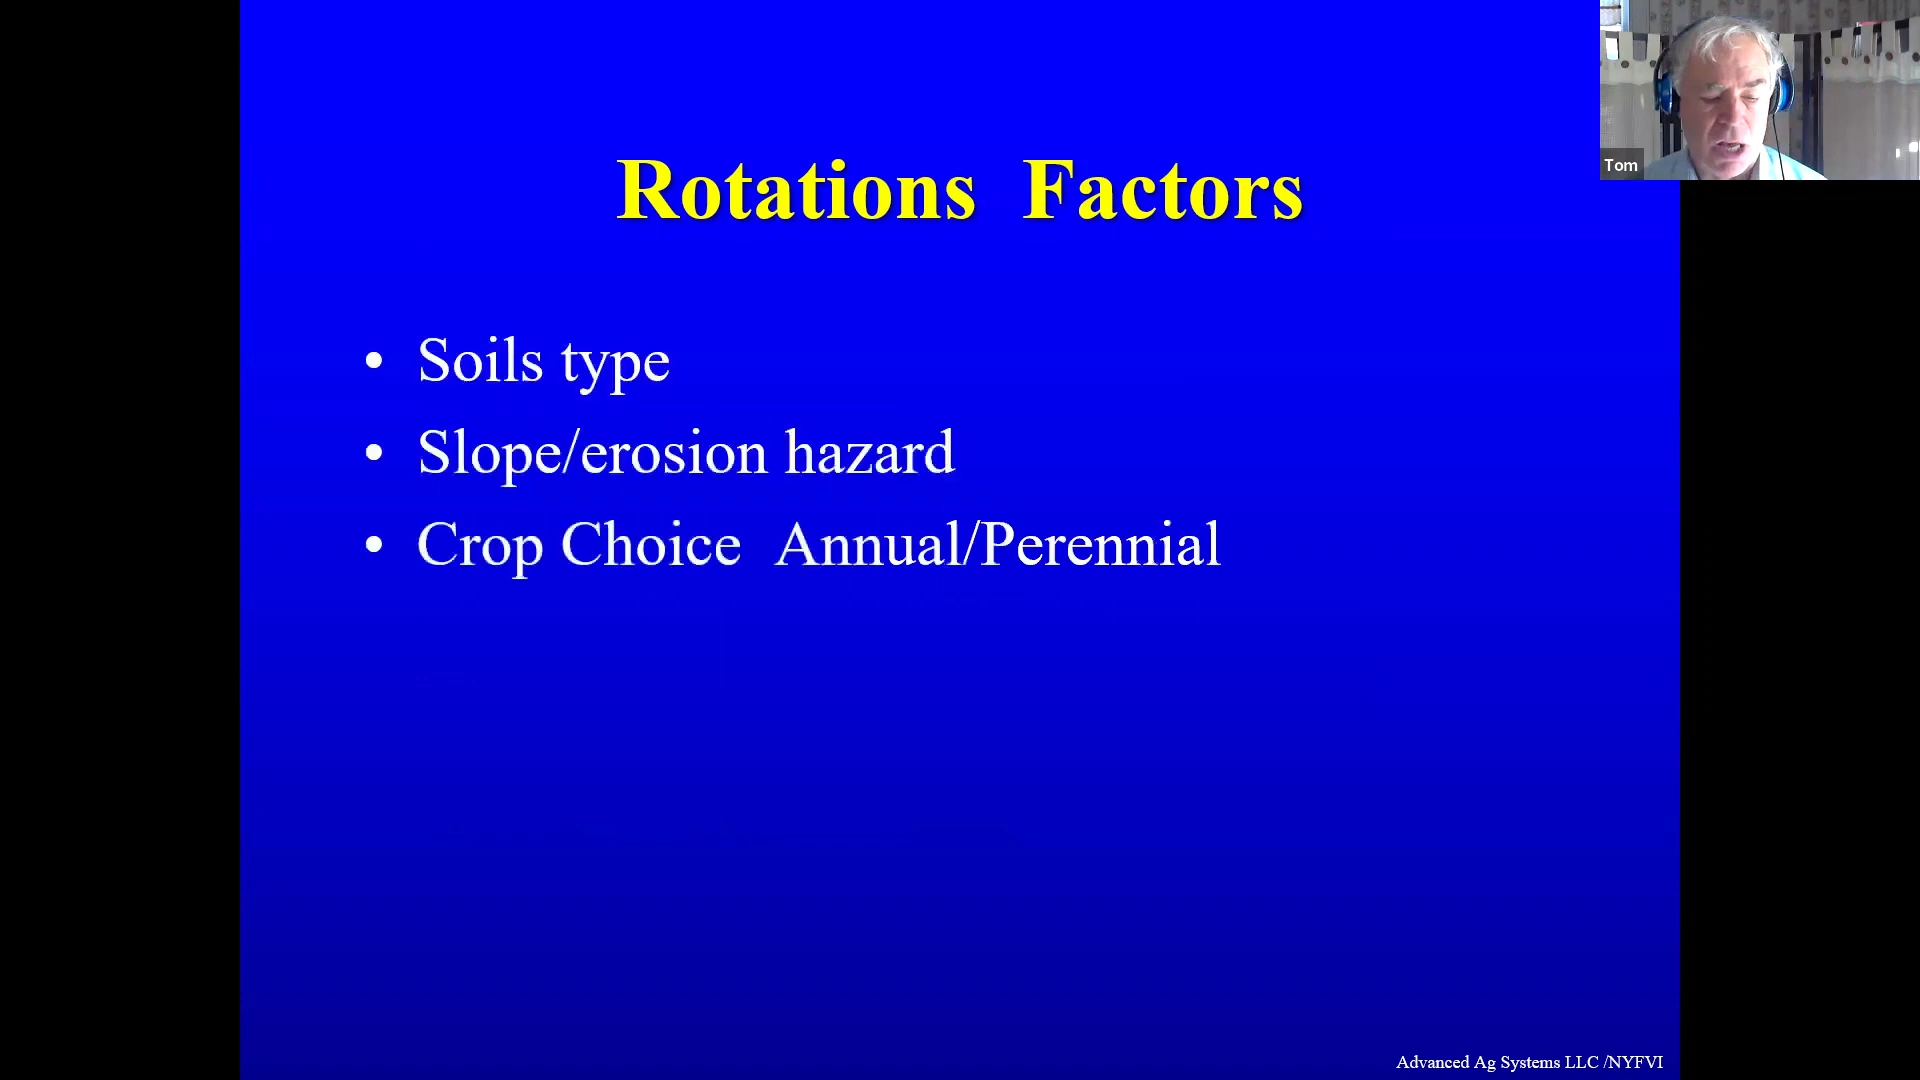 Rotations Factors
• Soils type
• Slope/erosion hazard
• Crop Choice Annual/Perennial
Tom
Advanced Ag Systems LLC /NYFVI